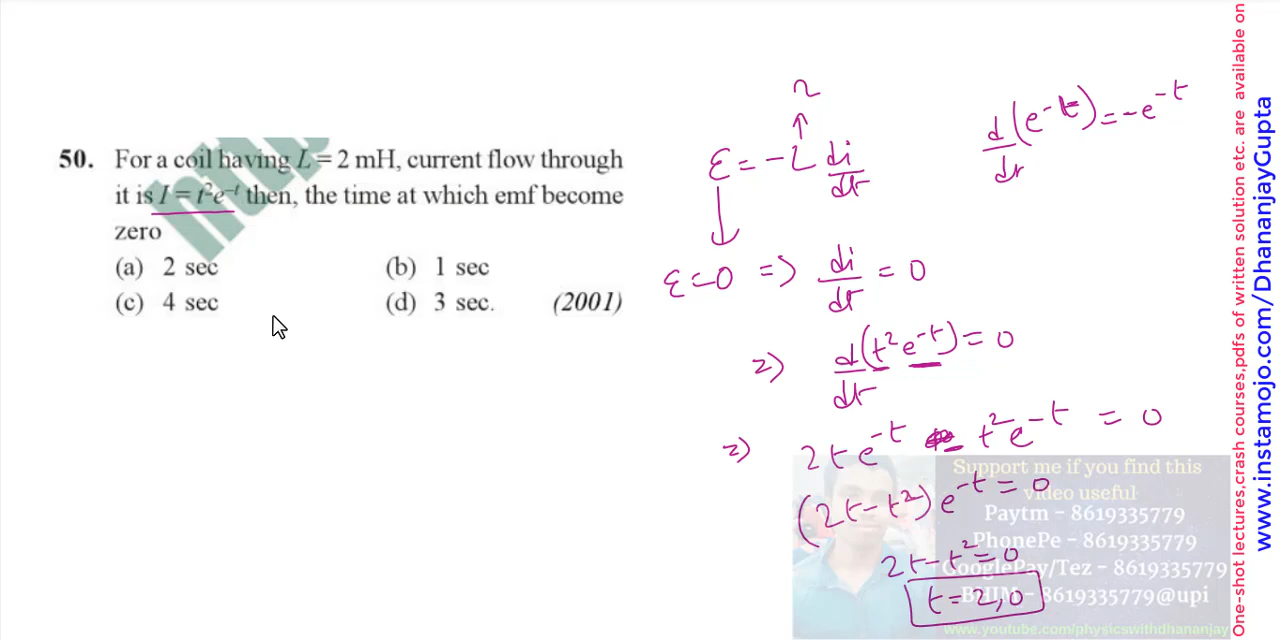 50. For a coil having L = 2 mH, current flow through
it is I = t²e⁻ᵗ then, the time at which emf become
zero
(a) 2 sec (b) 1 sec
(c) 4 sec (d) 3 sec. (2001)
ε = -L di/dt
d/dt (e⁻ᵗ) = -e⁻ᵗ
ε=0 => di/dt = 0
=> d/dt (t² e⁻ᵗ) = 0
=> 2t e⁻ᵗ - t² e⁻ᵗ = 0
(2t - t²) e⁻ᵗ = 0
2t - t² = 0
t = 2, 0
Support me if you find this
video useful
Paytm - 8619335779
PhonePe - 8619335779
GooglePay/Tez - 8619335779
BHIM - 8619335779@upi
www.youtube.com/physicswithdhananjay
One-shot lectures,crash courses,pdfs of written solution etc. are available on
www.instamojo.com/DhananjayGupta